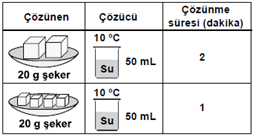 Çözünen
Çözücü
Çözünme
süresi (dakika)
20 g şeker
10 °C
Su
50 mL
2
20 g şeker
10 °C
Su
50 mL
1